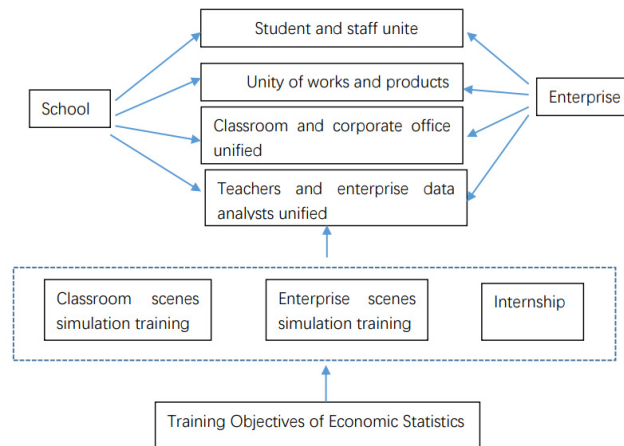 Student and staff unite
Unity of works and products
School
Enterprise
Classroom and corporate office
unified
Teachers and enterprise data
analysts unified
Classroom scenes
simulation training
Enterprise scenes
simulation training
Internship
Training Objectives of Economic Statistics